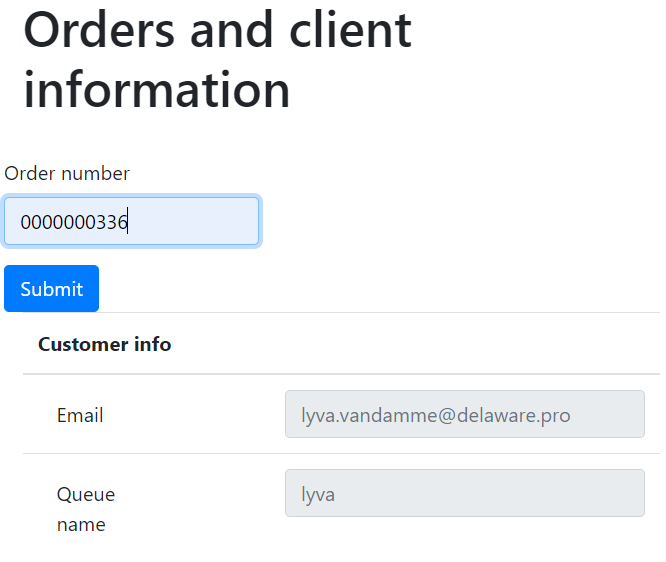 Orders and client
information
Order number
0000000336
Submit
Customer info
Email
lyva.vandamme@delaware.pro
Queue
name
lyva